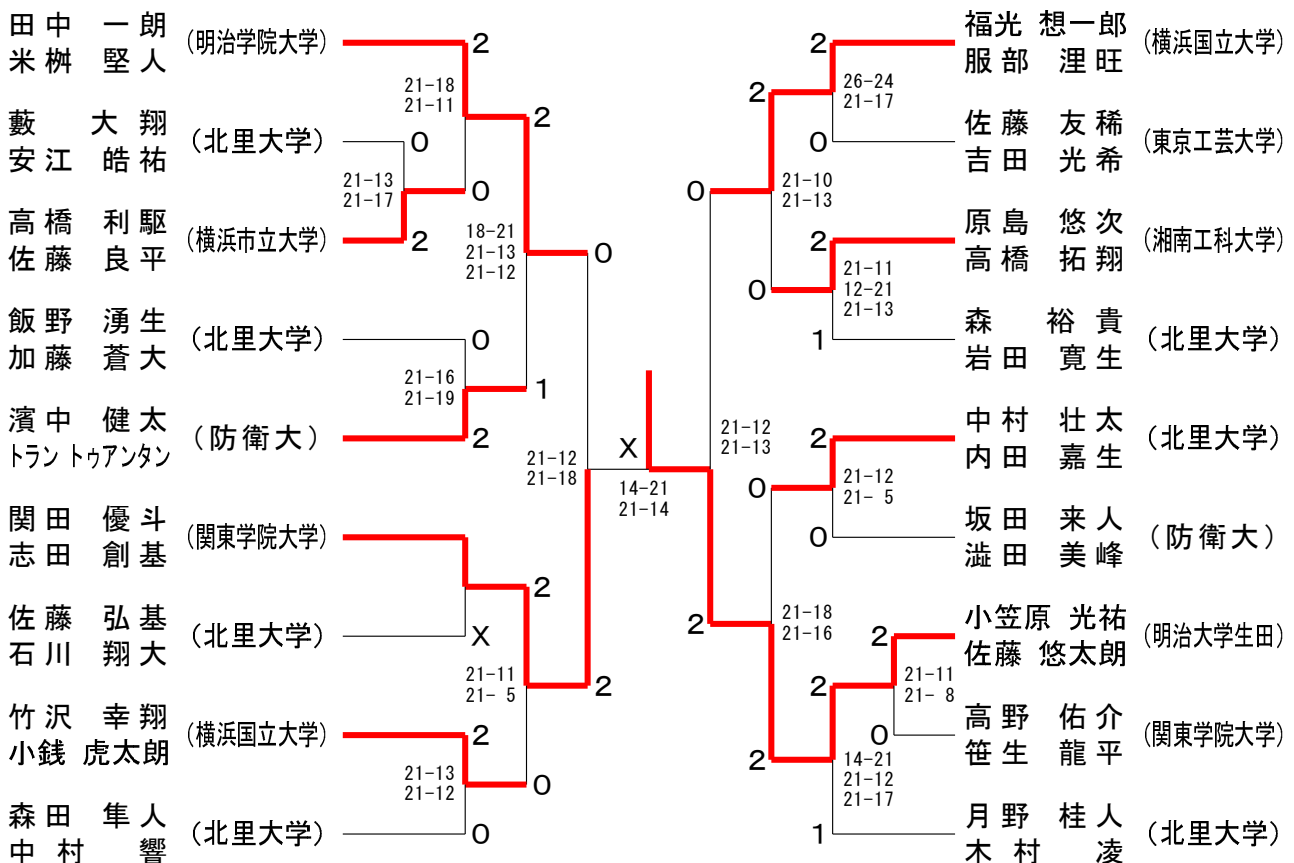 田中 一朗
米桝 堅人
(明治学院大学)
2
21-18
21-11
2
藪 大翔
安江 皓祐
(北里大学)
0
21-13
21-17
0
高橋 利駆
佐藤 良平
(横浜市立大学)
2
18-21
21-13
21-12
0
飯野 湧生
加藤 蒼大
(北里大学)
0
21-16
21-19
1
濱中 健太
トラン トゥアンタン
(防衛大)
2
21-12
21-18
X
14-21
21-14
関田 優斗
志田 創基
(関東学院大学)
2
佐藤 弘基
石川 翔大
(北里大学)
X
21-11
21- 5
2
竹沢 幸翔
小銭 虎太朗
(横浜国立大学)
2
21-13
21-12
0
森田 隼人
中村 響
(北里大学)
0
福光 想一郎
服部 浬旺
(横浜国立大学)
2
26-24
21-17
2
佐藤 友稀
吉田 光希
(東京工芸大学)
0
21-10
21-13
0
原島 悠次
高橋 拓翔
(湘南工科大学)
2
21-11
12-21
21-13
0
森 裕貴
岩田 寛生
(北里大学)
1
21-12
21-13
中村 壮太
内田 嘉生
(北里大学)
2
21-12
21- 5
0
坂田 来人
澁田 美峰
(防衛大)
0
21-18
21-16
2
小笠原 光祐
佐藤 悠太朗
(明治大学生田)
2
21-11
21- 8
2
高野 佑介
笹生 龍平
(関東学院大学)
0
14-21
21-12
21-17
2
月野 桂人
木村 凌
(北里大学)
1